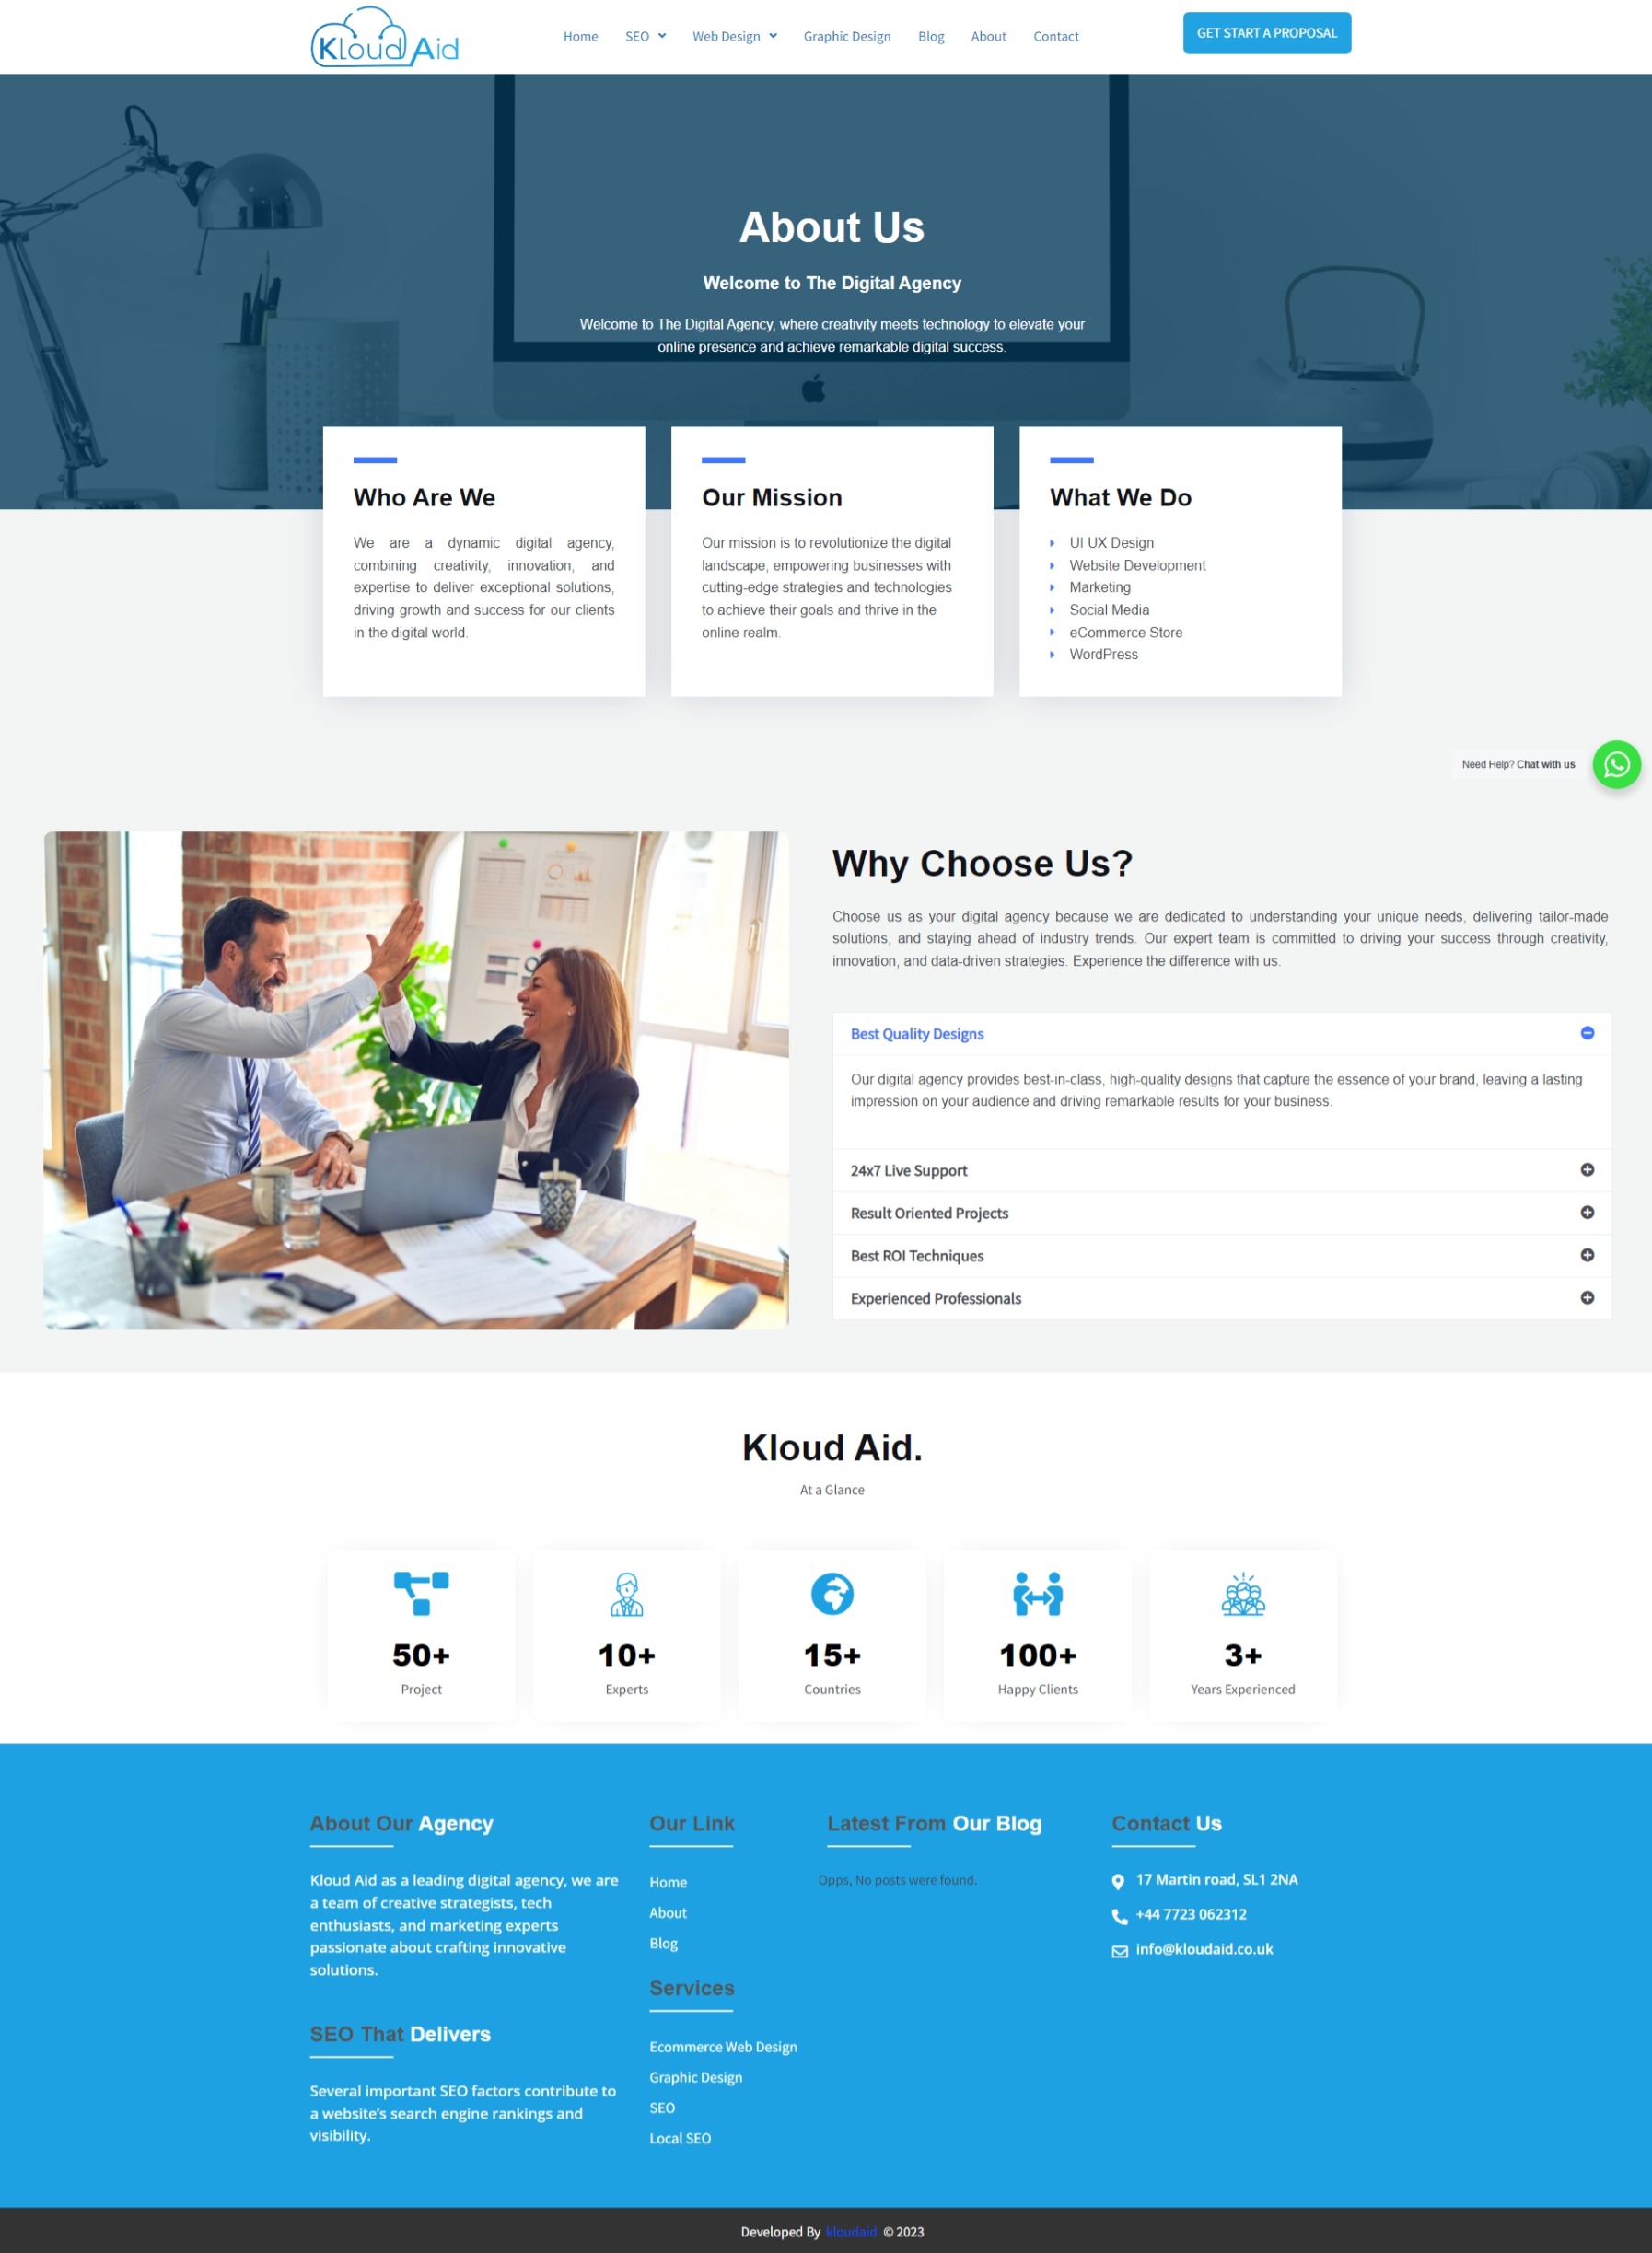 Kloud Aid
Home
SEO
Web Design
Graphic Design
Blog
About
Contact
GET START A PROPOSAL
About Us
Welcome to The Digital Agency
Welcome to The Digital Agency, where creativity meets technology to elevate your
online presence and achieve remarkable digital success.
Who Are We
We are a dynamic digital agency,
combining creativity, innovation, and
expertise to deliver exceptional solutions,
driving growth and success for our clients
in the digital world.
Our Mission
Our mission is to revolutionize the digital
landscape, empowering businesses with
cutting-edge strategies and technologies
to achieve their goals and thrive in the
online realm.
What We Do
UI UX Design
Website Development
Marketing
Social Media
eCommerce Store
WordPress
Need Help? Chat with us
Why Choose Us?
Choose us as your digital agency because we are dedicated to understanding your unique needs, delivering tailor-made
solutions, and staying ahead of industry trends. Our expert team is committed to driving your success through creativity,
innovation, and data-driven strategies. Experience the difference with us.
Best Quality Designs
Our digital agency provides best-in-class, high-quality designs that capture the essence of your brand, leaving a lasting
impression on your audience and driving remarkable results for your business.
24x7 Live Support
Result Oriented Projects
Best ROI Techniques
Experienced Professionals
Kloud Aid.
At a Glance
50+
Project
10+
Experts
15+
Countries
100+
Happy Clients
3+
Years Experienced
About Our Agency
Kloud Aid as a leading digital agency, we are
a team of creative strategists, tech
enthusiasts, and marketing experts
passionate about crafting innovative
solutions.
SEO That Delivers
Several important SEO factors contribute to
a website's search engine rankings and
visibility.
Our Link
Home
About
Blog
Services
Ecommerce Web Design
Graphic Design
SEO
Local SEO
Latest From Our Blog
Opps, No posts were found.
Contact Us
17 Martin road, SL1 2NA
+44 7723 062312
info@kloudaid.co.uk
Developed By kloudaid © 2023